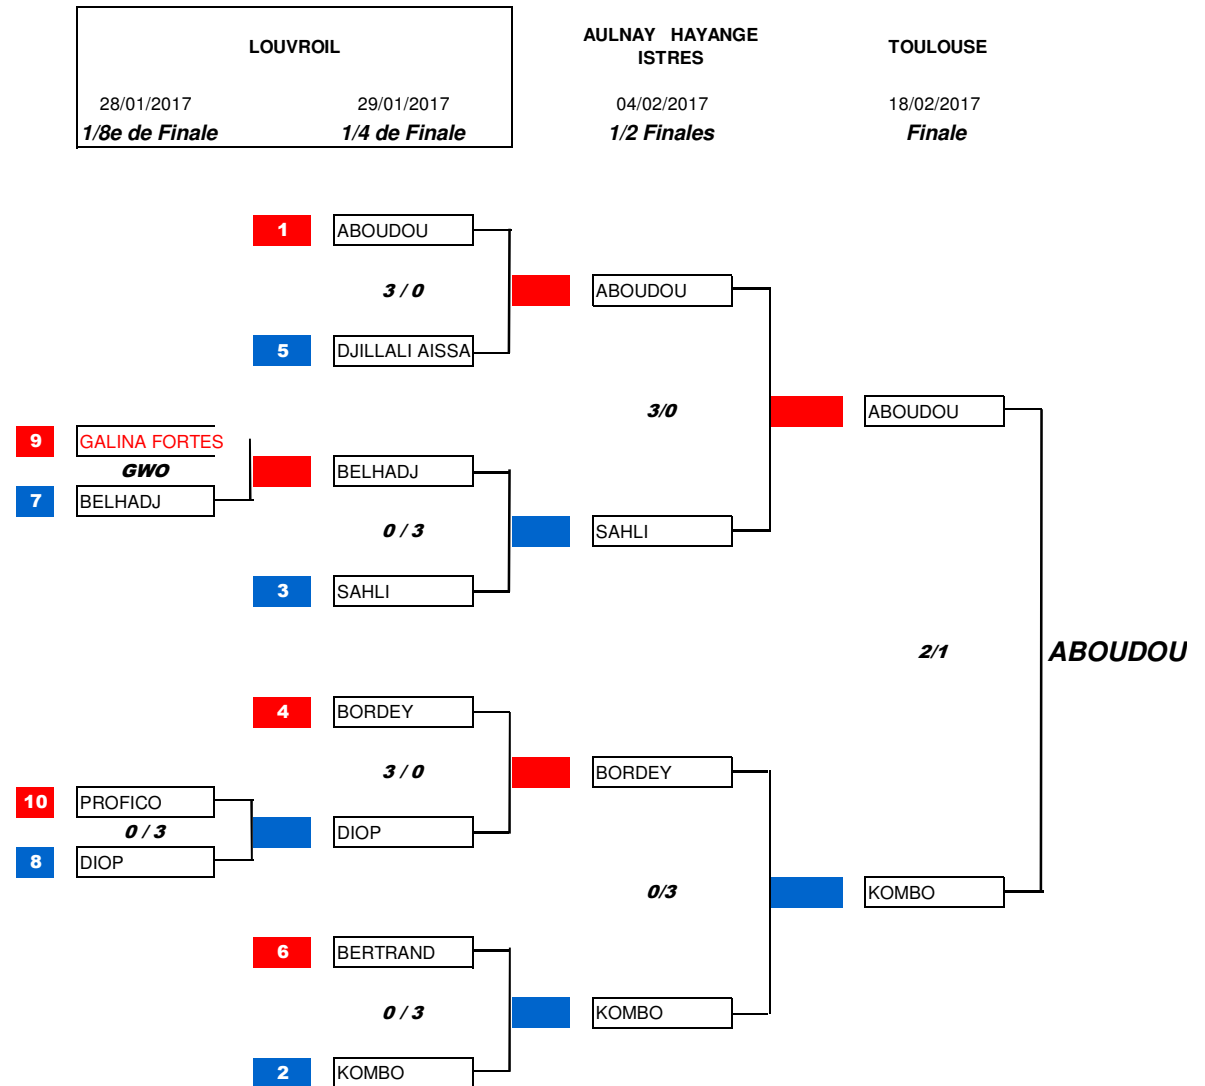 LOUVROIL
AULNAY HAYANGE
ISTRES
TOULOUSE
28/01/2017
29/01/2017
04/02/2017
18/02/2017
1/8e de Finale
1/4 de Finale
1/2 Finales
Finale
1
ABOUDOU
3 / 0
ABOUDOU
5
DJILLALI AISSA
3/0
ABOUDOU
9
GALINA FORTES
GWO
BELHADJ
7
BELHADJ
0 / 3
SAHLI
3
SAHLI
2/1
ABOUDOU
4
BORDEY
3 / 0
BORDEY
10
PROFICO
0 / 3
DIOP
8
DIOP
0/3
KOMBO
6
BERTRAND
0 / 3
KOMBO
2
KOMBO